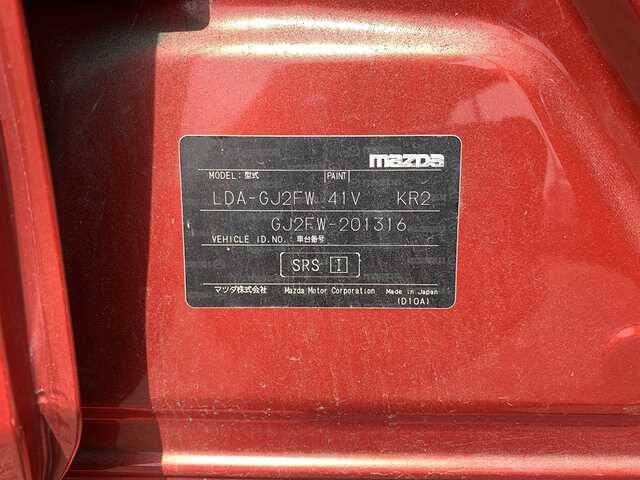 mazda
MODEL: 型式 PAINT
LDA-GJ2FW 41V KR2
GJ2FW-201316
VEHICLE ID.NO.: 車台番号
SRS I
マツダ株式会社 Mazda Motor Corporation Made in Japan
(D10A)